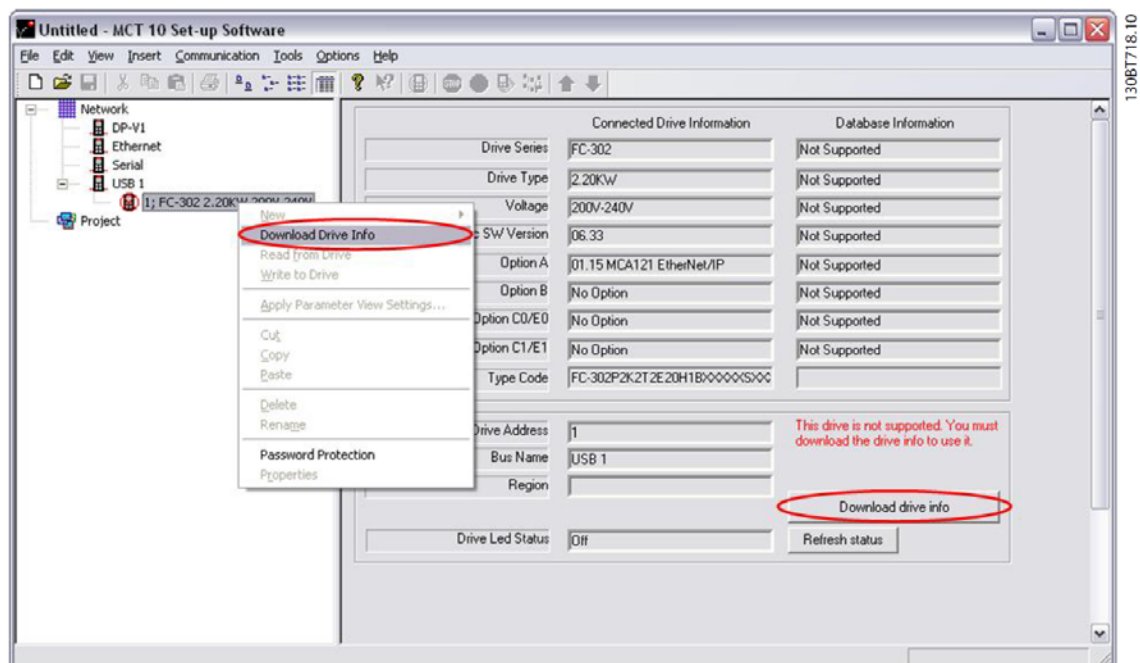 Untitled - MCT 10 Set-up Software
File Edit View Insert Communication Tools Options Help
Network
DP-V1
Ethernet
Serial
USB 1
1; FC-302 2.20KW 200V-240V
Project
New
Download Drive Info
Read from Drive
Write to Drive
Apply Parameter View Settings...
Cut
Copy
Paste
Delete
Rename
Password Protection
Properties
Connected Drive Information Database Information
Drive Series FC-302 Not Supported
Drive Type 2.20KW Not Supported
Voltage 200V-240V Not Supported
SW Version 06.33 Not Supported
Option A 01.15 MCA121 EtherNet/IP Not Supported
Option B No Option Not Supported
Option C0/E0 No Option Not Supported
Option C1/E1 No Option Not Supported
Type Code
Drive Address 1
This drive is not supported. You must
download the drive info to use it.
Bus Name USB 1
Region
Download drive info
Drive Led Status Off Refresh status
130BT718.10